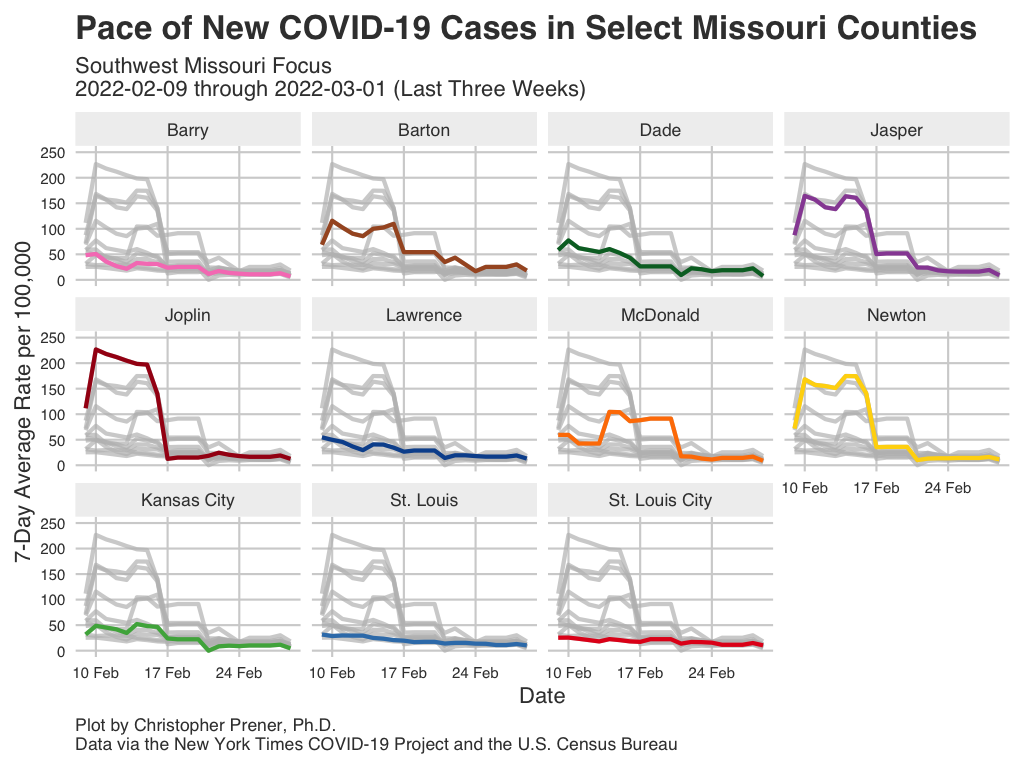 Pace of New COVID-19 Cases in Select Missouri Counties
Southwest Missouri Focus
2022-02-09 through 2022-03-01 (Last Three Weeks)
7-Day Average Rate per 100,000
Barry
Barton
Dade
Jasper
250
200
150
100
50
0
Joplin
Lawrence
McDonald
Newton
250
200
150
100
50
0
10 Feb
17 Feb
24 Feb
Kansas City
St. Louis
St. Louis City
250
200
150
100
50
0
10 Feb
17 Feb
24 Feb
10 Feb
17 Feb
24 Feb
10 Feb
17 Feb
24 Feb
Date
Plot by Christopher Prener, Ph.D.
Data via the New York Times COVID-19 Project and the U.S. Census Bureau